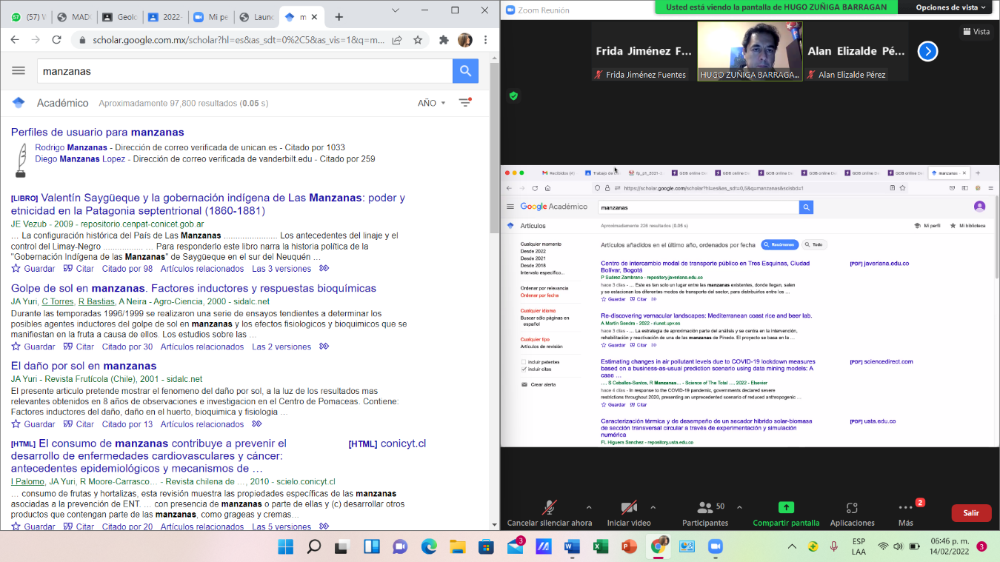 (57) W
MADO
Geolo
2022-
Mi pe
Launc
m
scholar.google.com.mx/scholar?hl=es&as_sdt=0%2C5&as_vis=1&q=m...
manzanas
Académico
Aproximadamente 97,800 resultados (0.05 s)
AÑO
Perfiles de usuario para manzanas
Rodrigo Manzanas - Dirección de correo verificada de unican.es - Citado por 1033
Diego Manzanas Lopez - Dirección de correo verificada de vanderbilt.edu - Citado por 259
[LIBRO] Valentín Saygüeque y la gobernación indígena de Las Manzanas: poder y
etnicidad en la Patagonia septentrional (1860-1881)
JE Vezub - 2009 - repositorio.cenpat-conicet.gob.ar
… La configuración histórica del País de Las Manzana ....................... Los antecedentes del linaje y el
control del Limay-Negro ................ Para responderlo este libro narra la historia política de la
"Gobernación Indígena de las Manzanas" de Saygüeque en el sur del Neuquén …
Guardar Citar Citado por 98 Artículos relacionados Las 3 versiones
Golpe de sol en manzanas. Factores inductores y respuestas bioquímicas
JA Yuri, C Torres, R Bastias, A Neira - Agro-Ciencia, 2000 - sidalc.net
Durante las temporadas 1996/1999 se realizaron una serie de ensayos tendientes a determinar los
posibles agentes inductores del golpe de sol en manzanas y los efectos fisiologicos y bioquimicos que se
manifiestan en la fruta a causa de ellos. Los estudios sobre las …
Guardar Citar Citado por 30 Artículos relacionados Las 2 versiones
El daño por sol en manzanas
JA Yuri - Revista Frutícola (Chile), 2001 - sidalc.net
El presente articulo pretende mostrar el fenomeno del daño por sol, a la luz de los resultados mas
relevantes obtenidos en 8 años de observaciones e investigacion en el Centro de Pomaceas. Contiene:
Factores inductores del daño, daño en el huerto, bioquimica y fisiologia …
Guardar Citar Citado por 13 Artículos relacionados
[HTML] El consumo de manzanas contribuye a prevenir el
desarrollo de enfermedades cardiovasculares y cáncer:
antecedentes epidemiológicos y mecanismos de …
[HTML] conicyt.cl
I Palomo, JA Yuri, R Moore-Carrasco… - Revista chilena de …, 2010 - scielo.conicyt.cl
… consumo de frutas y hortalizas, esta revisión muestra las propiedades específicas de las manzanas
asociadas a la prevención de ENT. … con presencia de manzanas o parte de ellas y (c) desarrollar otros
productos que contengan parte de las manzanas, como grageas y cremas…
Guardar Citar Citado por 20 Artículos relacionados Las 5 versiones
Zoom Reunión
Usted está viendo la pantalla de HUGO ZUÑIGA BARRAGAN
Opciones de vista
Vista
Frida Jiménez F...
Alan Elizalde Pé...
Frida Jiménez Fuentes
HUGO ZUÑIGA BARRAGA...
Alan Elizalde Pérez
Recibidos (4)
Trabajo de
fp_p1_2021-2
GDB online De
GDB online De
GDB online De
GDB online De
GDB online De
GDB online De
manzanas -
https://scholar.google.com/scholar?hl=es&as_sdt=0,5&q=manzanas&scisbd=1
Google Académico
manzanas
Artículos
Aproximadamente 226 resultados (0.05 s)
Mi perfil
Mi biblioteca
Cualquier momento
Desde 2022
Desde 2021
Desde 2018
Intervalo específico...
Ordenar por relevancia
Ordenar por fecha
Cualquier idioma
Buscar sólo páginas en
español
Cualquier tipo
Artículos de revisión
incluir patentes
incluir citas
Crear alerta
Artículos añadidos en el último año, ordenados por fecha
Resúmenes
Todo
Centro de intercambio modal de transporte público en Tres Esquinas, Ciudad
Bolívar, Bogotá
[PDF] javeriana.edu.co
P Suárez Zambrano - repository.javeriana.edu.co
hace 3 días - … Este es tan solo un lugar entre las manzanas existentes, donde llegan, salen
y se estacionan los diferentes modos de transporte del sector, para distribuirlos entre los …
Guardar Citar
Re-discovering vernacular landscapes: Mediterranean coast rice and beer lab.
A Martín Sendra - 2022 - riunet.upv.es
hace 3 días - … La estrategia de aproximación parte del análisis y se centra en la intervención,
rehabilitación y reactivación de una de las manzanas de Pinedo. El proyecto se basa en la …
Guardar Citar
Estimating changes in air pollutant levels due to COVID-19 lockdown measures
based on a business-as-usual prediction scenario using data mining models: A
case …
[PDF] sciencedirect.com
…, S Ceballos-Santos, R Manzanas… - Science of The Total …, 2022 - Elsevier
hace 4 días - In response to the COVID-19 pandemic, governments declared severe
restrictions throughout 2020, presenting an unprecedented scenario of reduced anthropogenic …
Guardar Citar
Caracterización térmica y de desempeño de un secador híbrido solar-biomasa
de sección transversal circular a través de experimentación y simulación
numérica
[PDF] usta.edu.co
FL Higuera Sanchez - repository.usta.edu.co
Cancelar silenciar ahora
Iniciar video
50
Participantes
Compartir pantalla
Aplicaciones
2
Más
Salir
3
ESP
LAA
06:46 p. m.
14/02/2022
3